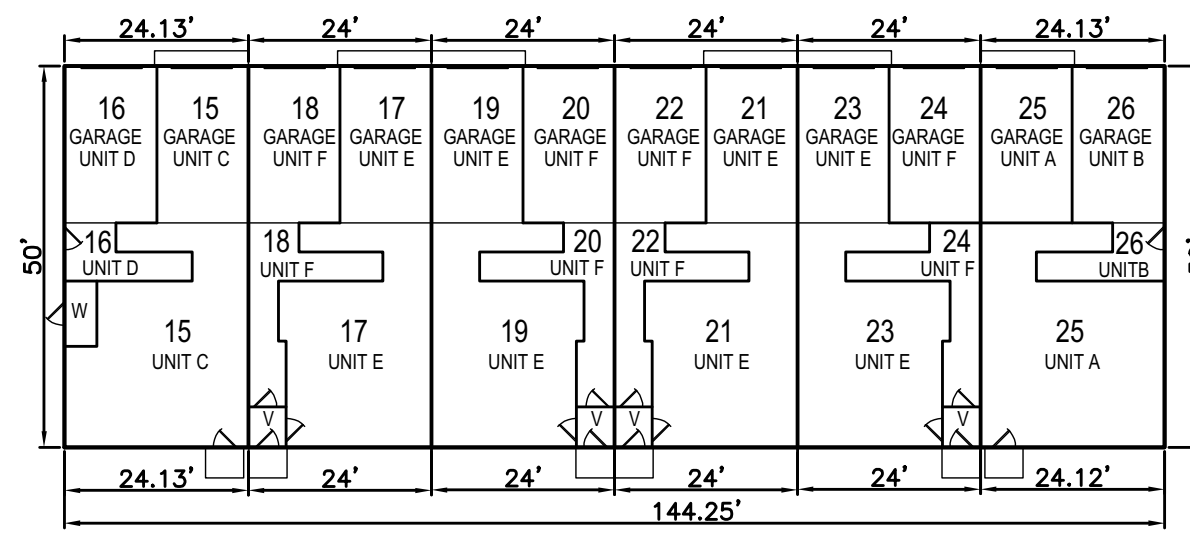 24.13' 24' 24' 24' 24' 24.13'
16 15 18 17 19 20 22 21 23 24 25 26
GARAGE GARAGE GARAGE GARAGE GARAGE GARAGE GARAGE GARAGE GARAGE GARAGE GARAGE GARAGE
UNIT D UNIT C UNIT F UNIT E UNIT E UNIT F UNIT F UNIT E UNIT E UNIT F UNIT A UNIT B
50'
16 18 20 22 24 26
UNIT D UNIT F UNIT F UNIT F UNIT F UNITB
W
15 17 19 21 23 25
UNIT C UNIT E UNIT E UNIT E UNIT E UNIT A
V V V V
24.13' 24' 24' 24' 24' 24.12'
144.25'